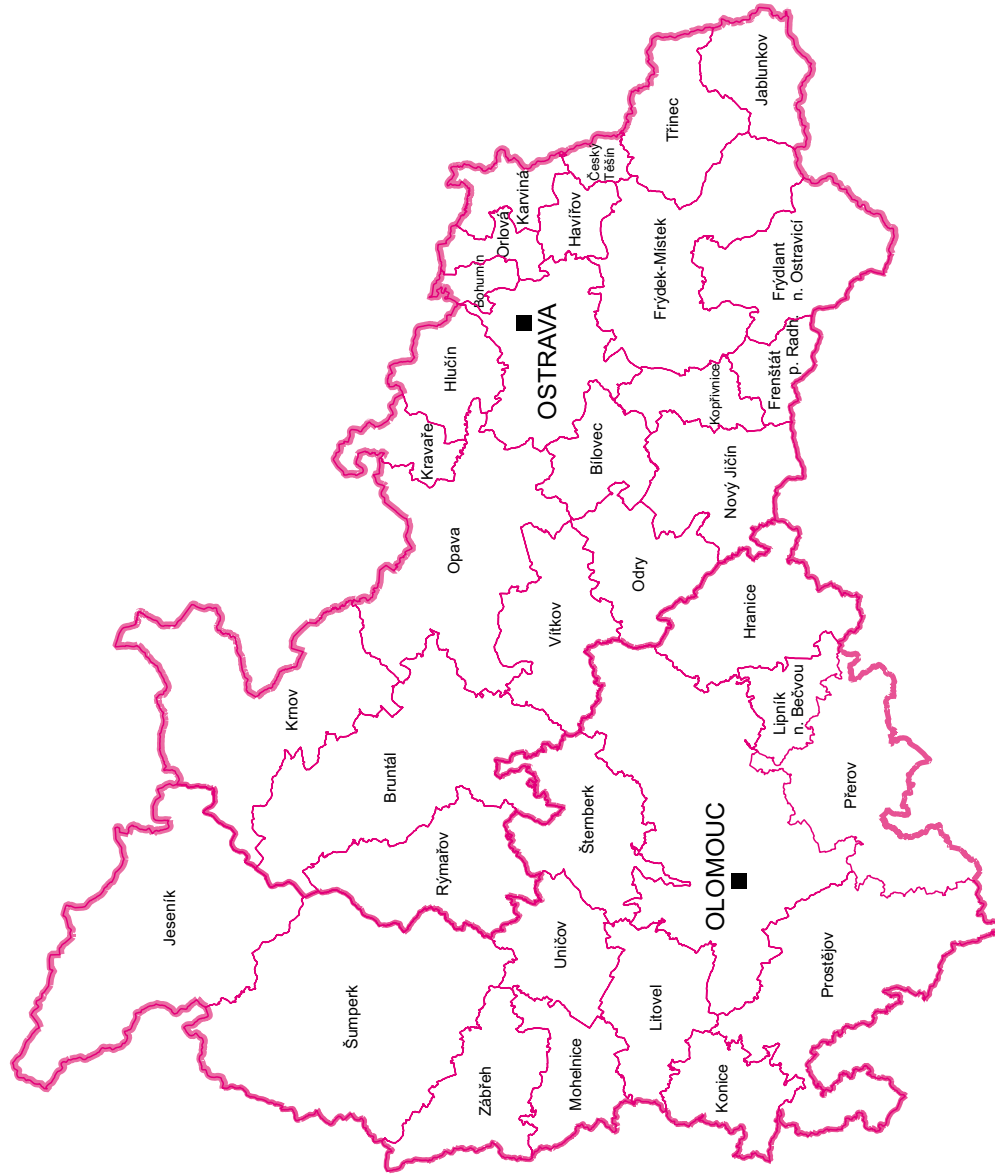 Jeseník
Krnov
Šumperk
Bruntál
Rýmařov
Opava
Kravaře
Hlučín
Bohumín
Orlová
Karviná
Havířov
Český
Těšín
Třinec
Jablunkov
OSTRAVA
Frýdek-Místek
Frýdlant
n. Ostravicí
Frenštát
p. Radh.
Kopřivnice
Bílovec
Nový Jičín
Odry
Vítkov
Zábřeh
Mohelnice
Uničov
Šternberk
Litovel
Konice
OLOMOUC
Hranice
Lipník
n. Bečvou
Přerov
Prostějov